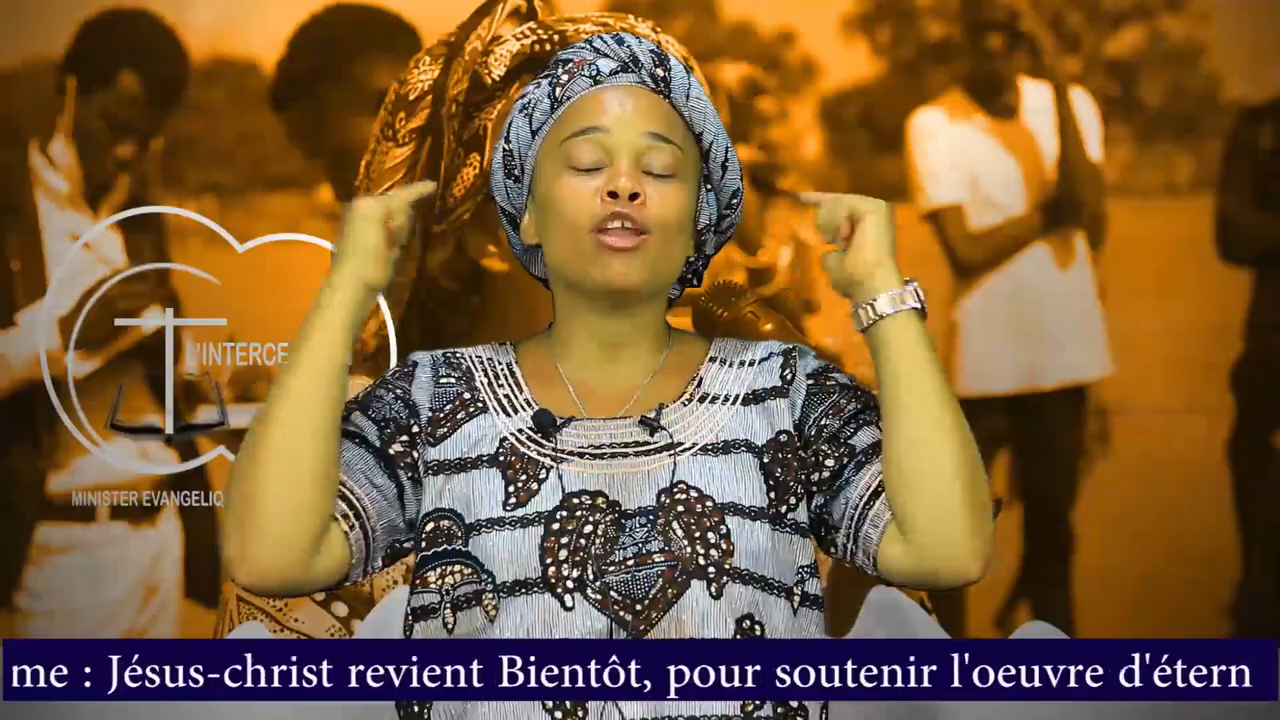 L'INTERCE
MINISTER EVANGELIQ
me : Jésus-christ revient Bientôt, pour soutenir l'oeuvre d'étern